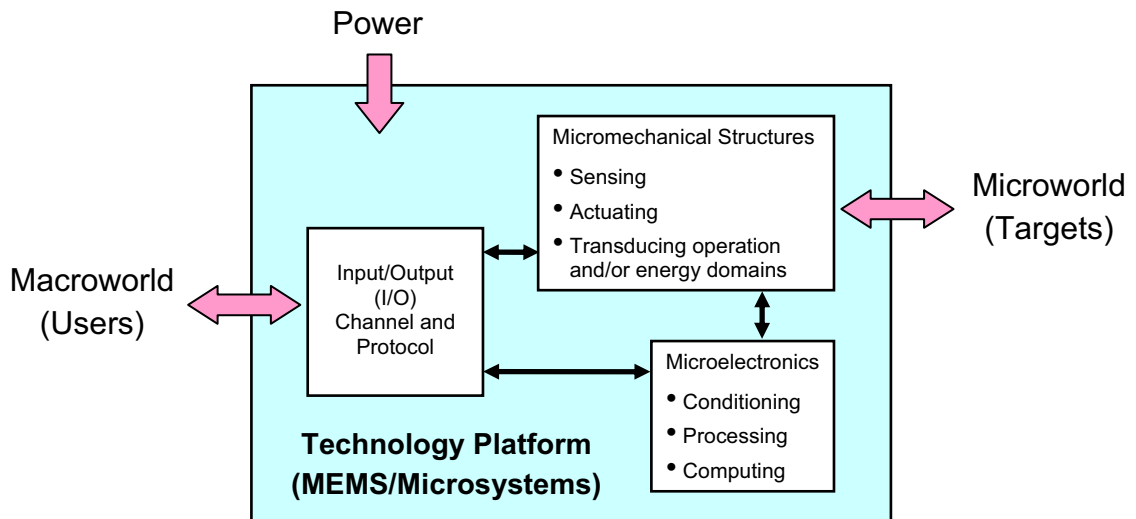 Power
Micromechanical Structures
• Sensing
• Actuating
• Transducing operation
and/or energy domains
Microworld
(Targets)
Macroworld
(Users)
Input/Output
(I/O)
Channel and
Protocol
Microelectronics
• Conditioning
• Processing
• Computing
Technology Platform
(MEMS/Microsystems)